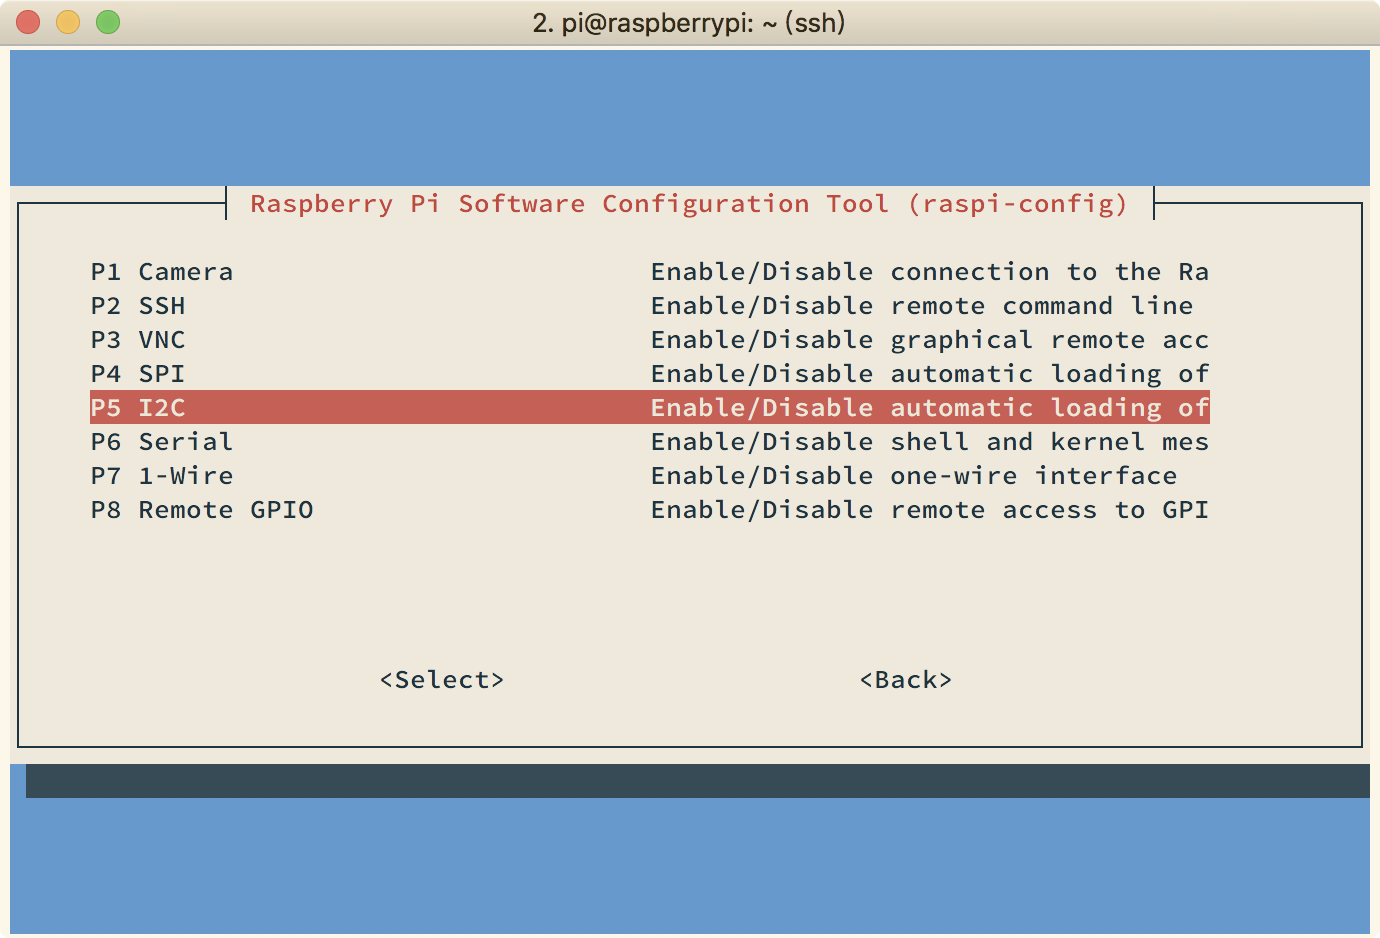 2. pi@raspberrypi: ~ (ssh)
Raspberry Pi Software Configuration Tool (raspi-config)
P1 Camera Enable/Disable connection to the Ra
P2 SSH Enable/Disable remote command line
P3 VNC Enable/Disable graphical remote acc
P4 SPI Enable/Disable automatic loading of
P5 I2C Enable/Disable automatic loading of
P6 Serial Enable/Disable shell and kernel mes
P7 1-Wire Enable/Disable one-wire interface
P8 Remote GPIO Enable/Disable remote access to GPI
<Select> <Back>